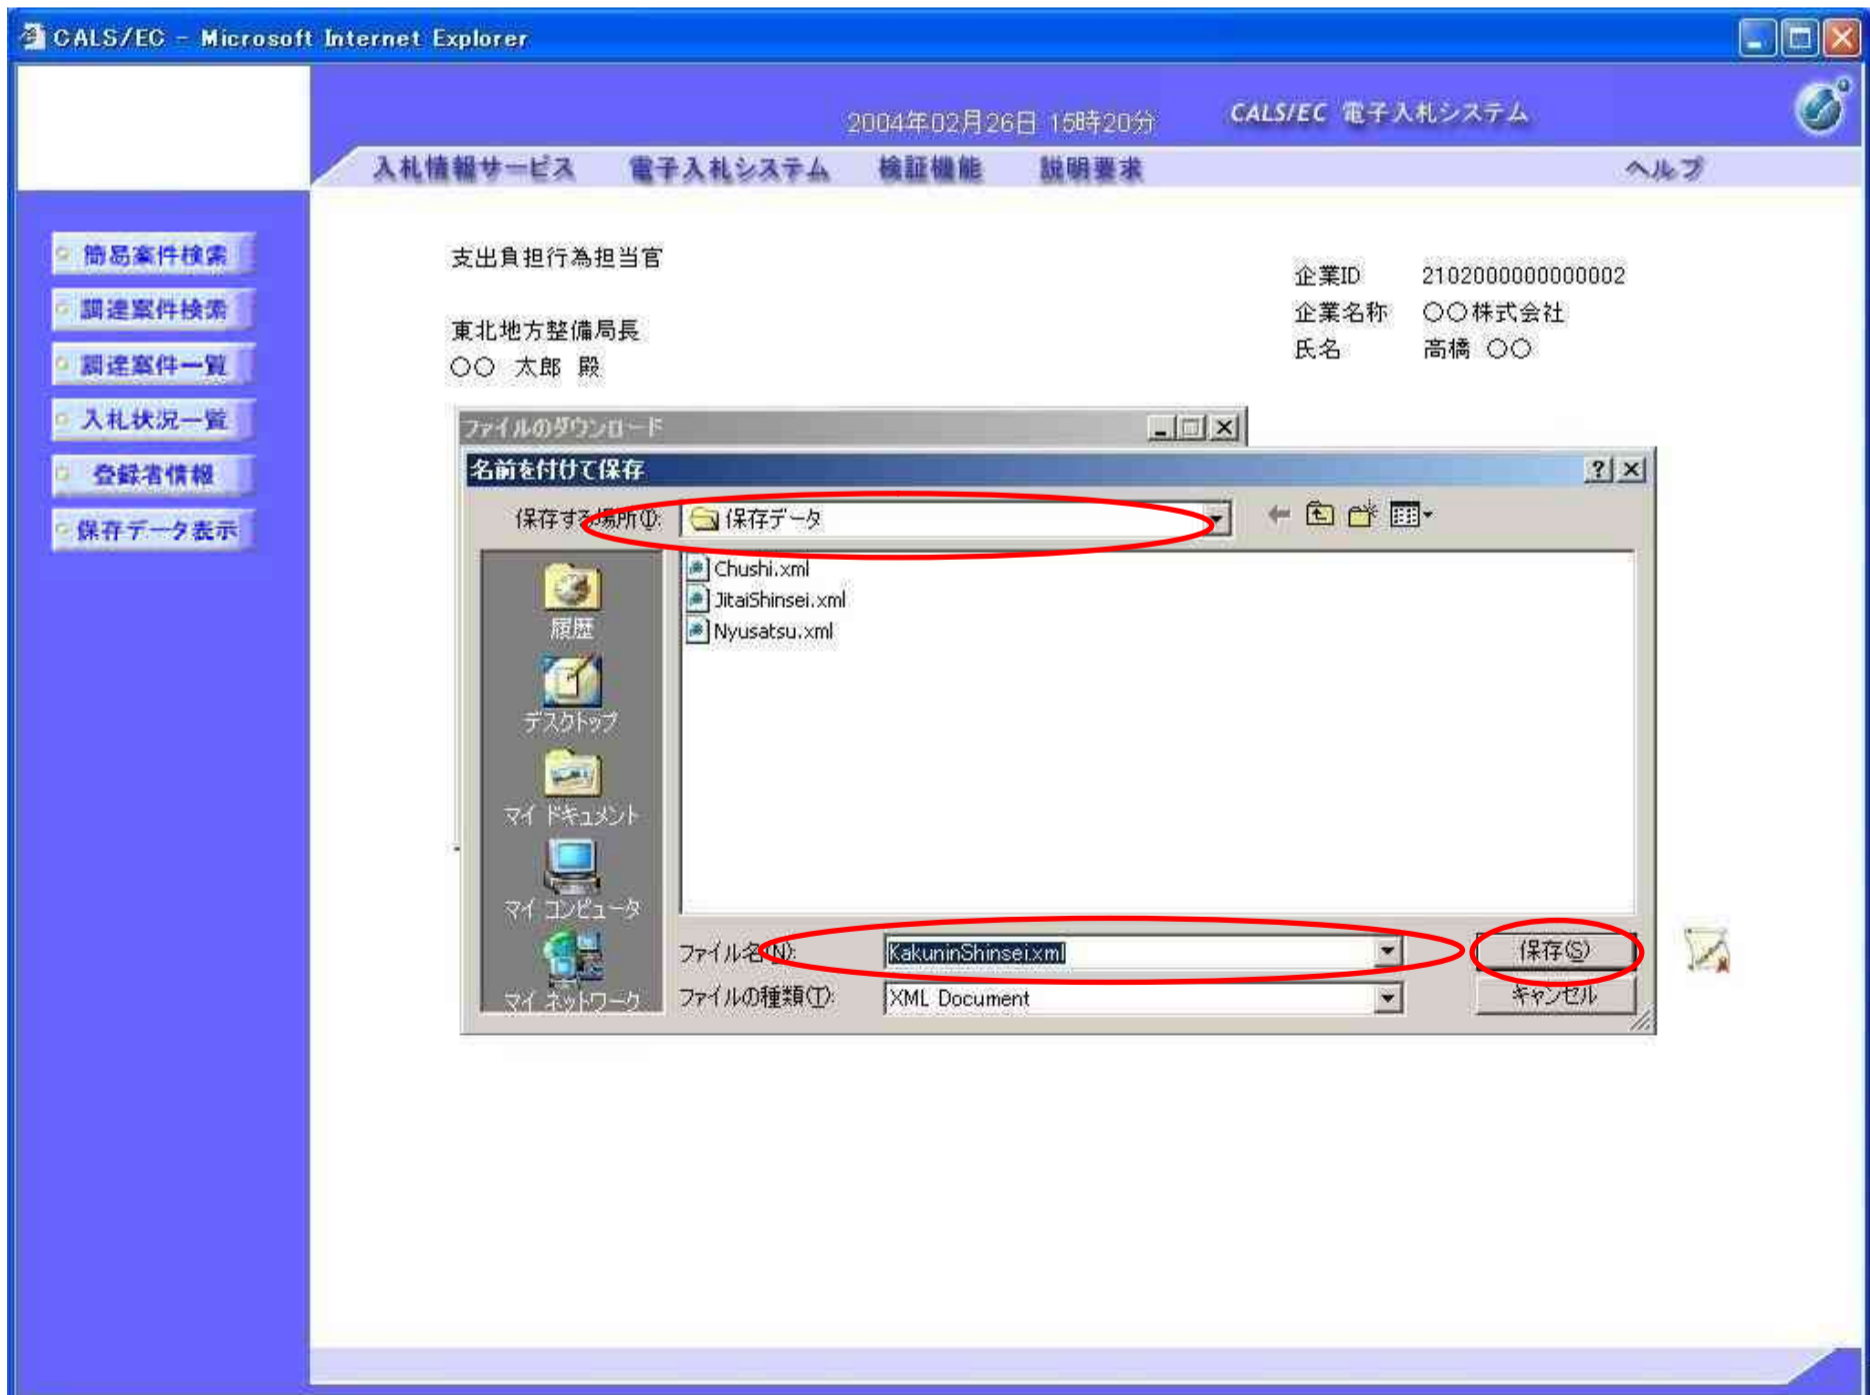 CALS/EC - Microsoft Internet Explorer
2004年02月26日 15時20分
CALS/EC 電子入札システム
入札情報サービス 電子入札システム 検証機能 説明要求 ヘルプ
簡易案件検索
調達案件検索
調達案件一覧
入札状況一覧
登録者情報
保存データ表示
支出負担行為担当官
東北地方整備局長
〇〇 太郎 殿
企業ID 2102000000000002
企業名称 〇〇株式会社
氏名 高橋 〇〇
ファイルのダウンロード
名前を付けて保存
保存する場所(I): 保存データ
Chushi.xml
JitaiShinsei.xml
Nyusatsu.xml
履歴
デスクトップ
マイ ドキュメント
マイ コンピュータ
マイ ネットワーク
ファイル名(N): KakuninShinsei.xml 保存(S)
ファイルの種類(T): XML Document キャンセル